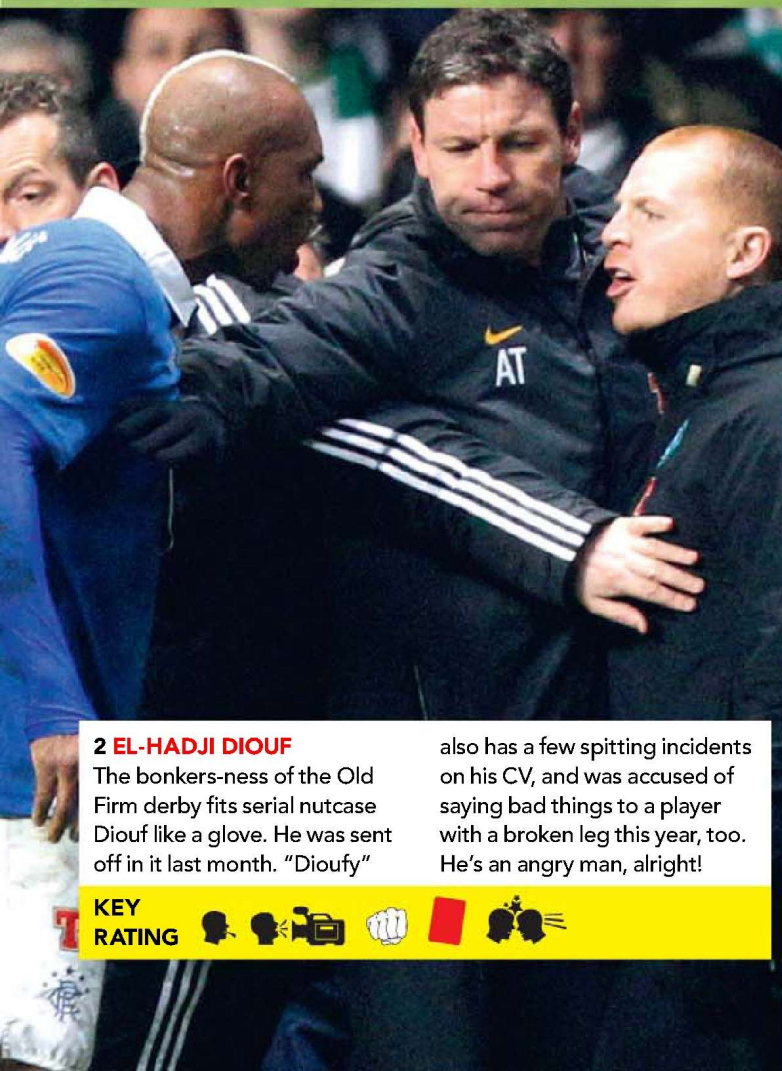 AT
2 EL-HADJI DIOUF
The bonkers-ness of the Old
Firm derby fits serial nutcase
Diouf like a glove. He was sent
off in it last month. “Dioufy”
also has a few spitting incidents
on his CV, and was accused of
saying bad things to a player
with a broken leg this year, too.
He’s an angry man, alright!
KEY
RATING
T